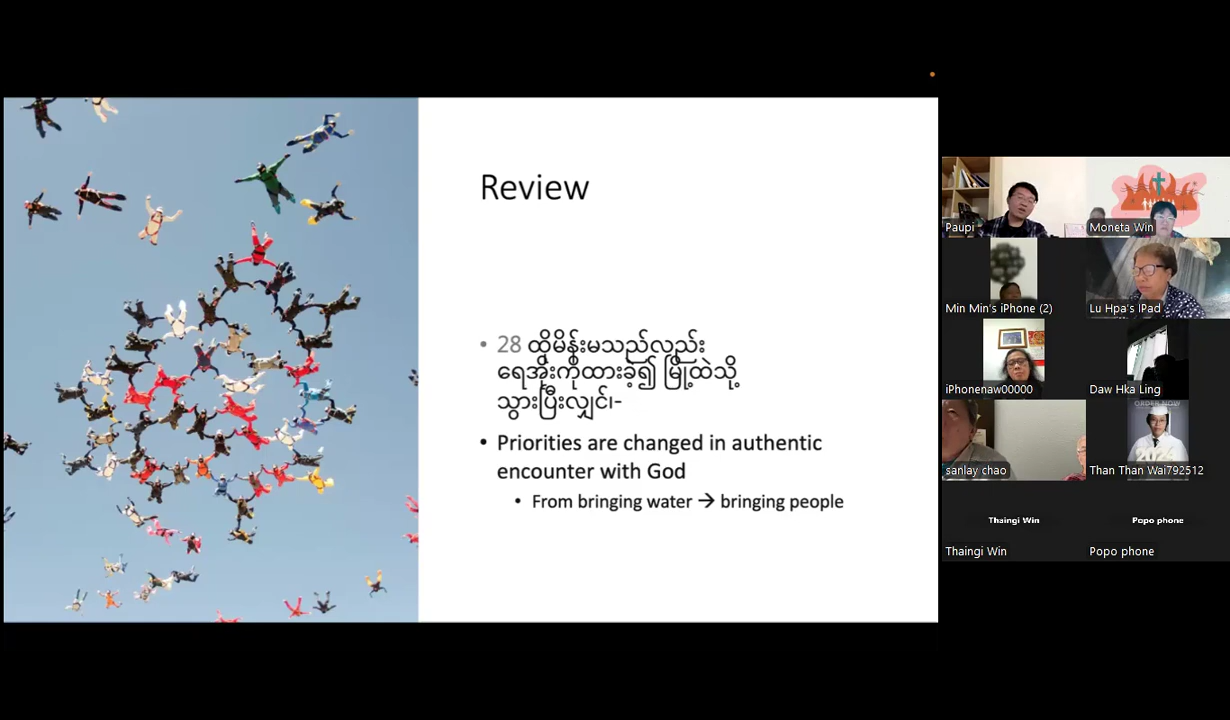 Review
• 28 ထိုမိန်းမသည်လည်း
ရေအိုးကိုထားခဲ့၍ မြို့ထဲသို့
သွားပြီးလျှင်၊-
• Priorities are changed in authentic
encounter with God
• From bringing water → bringing people
Paupi
Moneta Win
Min Min's iPhone (2)
Lu Hpa's IPad
iPhonenaw00000
Daw Hka Ling
ORDER NOW
sanlay chao
Than Than Wai792512
Thaingi Win
Popo phone
Thaingi Win
Popo phone